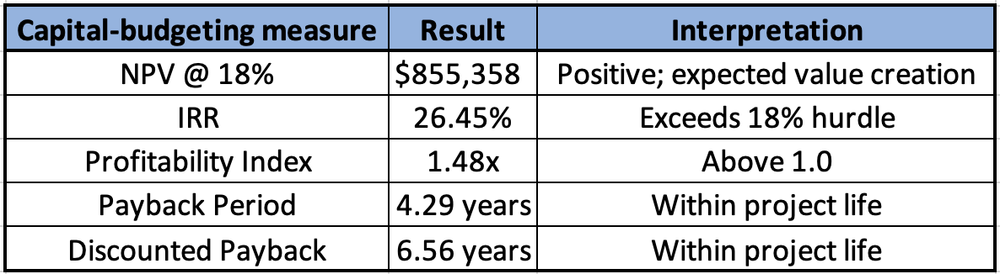 Capital-budgeting measure Result Interpretation
NPV @ 18% $855,358 Positive; expected value creation
IRR 26.45% Exceeds 18% hurdle
Profitability Index 1.48x Above 1.0
Payback Period 4.29 years Within project life
Discounted Payback 6.56 years Within project life